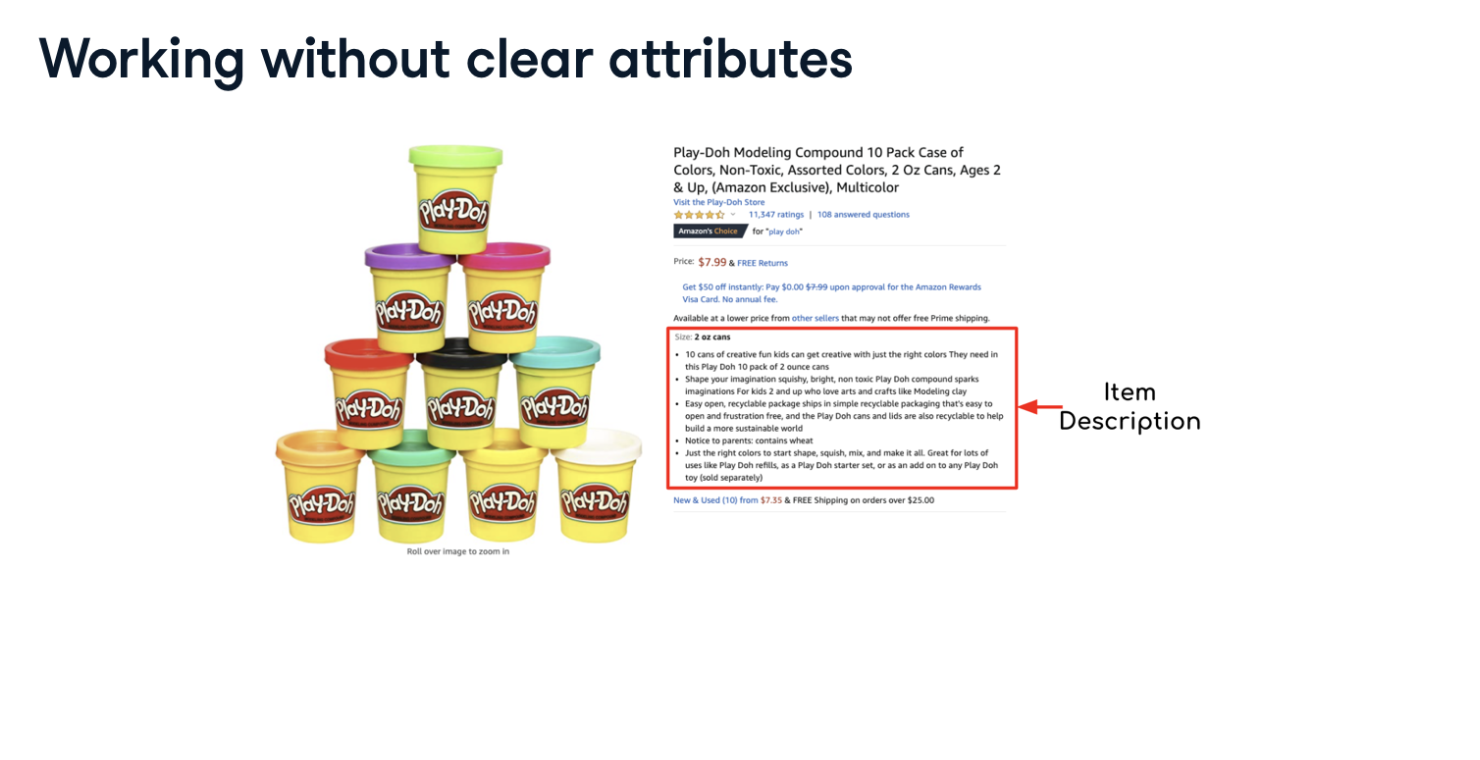 Working without clear attributes
Play-Doh
Play-Doh
Play-Doh
Play-Doh
Play-Doh
Play-Doh
Play-Doh
Play-Doh
Play-Doh
Play-Doh
Roll over image to zoom in
Play-Doh Modeling Compound 10 Pack Case of
Colors, Non-Toxic, Assorted Colors, 2 Oz Cans, Ages 2
& Up, (Amazon Exclusive), Multicolor
Visit the Play-Doh Store
11,347 ratings | 108 answered questions
Amazon's Choice for "play doh"
Price: $7.99 & FREE Returns
Get $50 off instantly: Pay $0.00 $7.99 upon approval for the Amazon Rewards
Visa Card. No annual fee.
Available at a lower price from other sellers that may not offer free Prime shipping.
Size: 2 oz cans
• 10 cans of creative fun kids can get creative with just the right colors They need in
this Play Doh 10 pack of 2 ounce cans
• Shape your imagination squishy, bright, non toxic Play Doh compound sparks
imaginations For kids 2 and up who love arts and crafts like Modeling clay
• Easy open, recyclable package ships in simple recyclable packaging that's easy to
open and frustration free, and the Play Doh cans and lids are also recyclable to help
build a more sustainable world
• Notice to parents: contains wheat
• Just the right colors to start shape, squish, mix, and make it all. Great for lots of
uses like Play Doh refills, as a Play Doh starter set, or as an add on to any Play Doh
toy (sold separately)
New & Used (10) from $7.35 & FREE Shipping on orders over $25.00
Item
Description